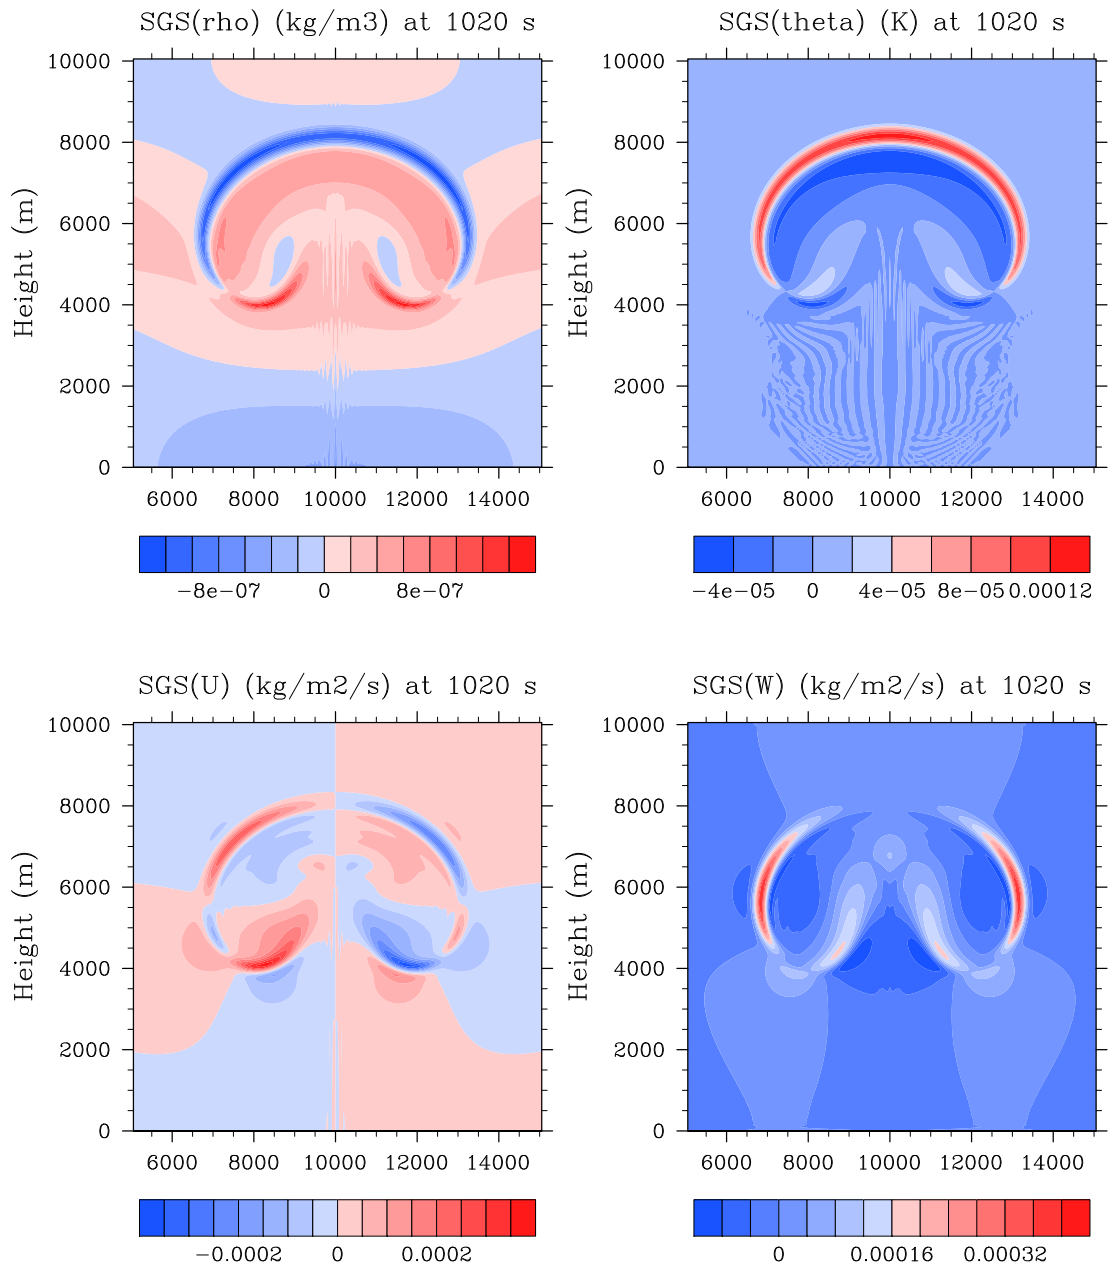 SGS(rho) (kg/m3) at 1020 s
10000
8000
6000
4000
2000
0
Height (m)
6000 8000 10000 12000 14000
−8e−07 0 8e−07
SGS(theta) (K) at 1020 s
10000
8000
6000
4000
2000
0
Height (m)
6000 8000 10000 12000 14000
−4e−05 0 4e−05 8e−05 0.00012
SGS(U) (kg/m2/s) at 1020 s
10000
8000
6000
4000
2000
0
Height (m)
6000 8000 10000 12000 14000
−0.0002 0 0.0002
SGS(W) (kg/m2/s) at 1020 s
10000
8000
6000
4000
2000
0
Height (m)
6000 8000 10000 12000 14000
0 0.00016 0.00032